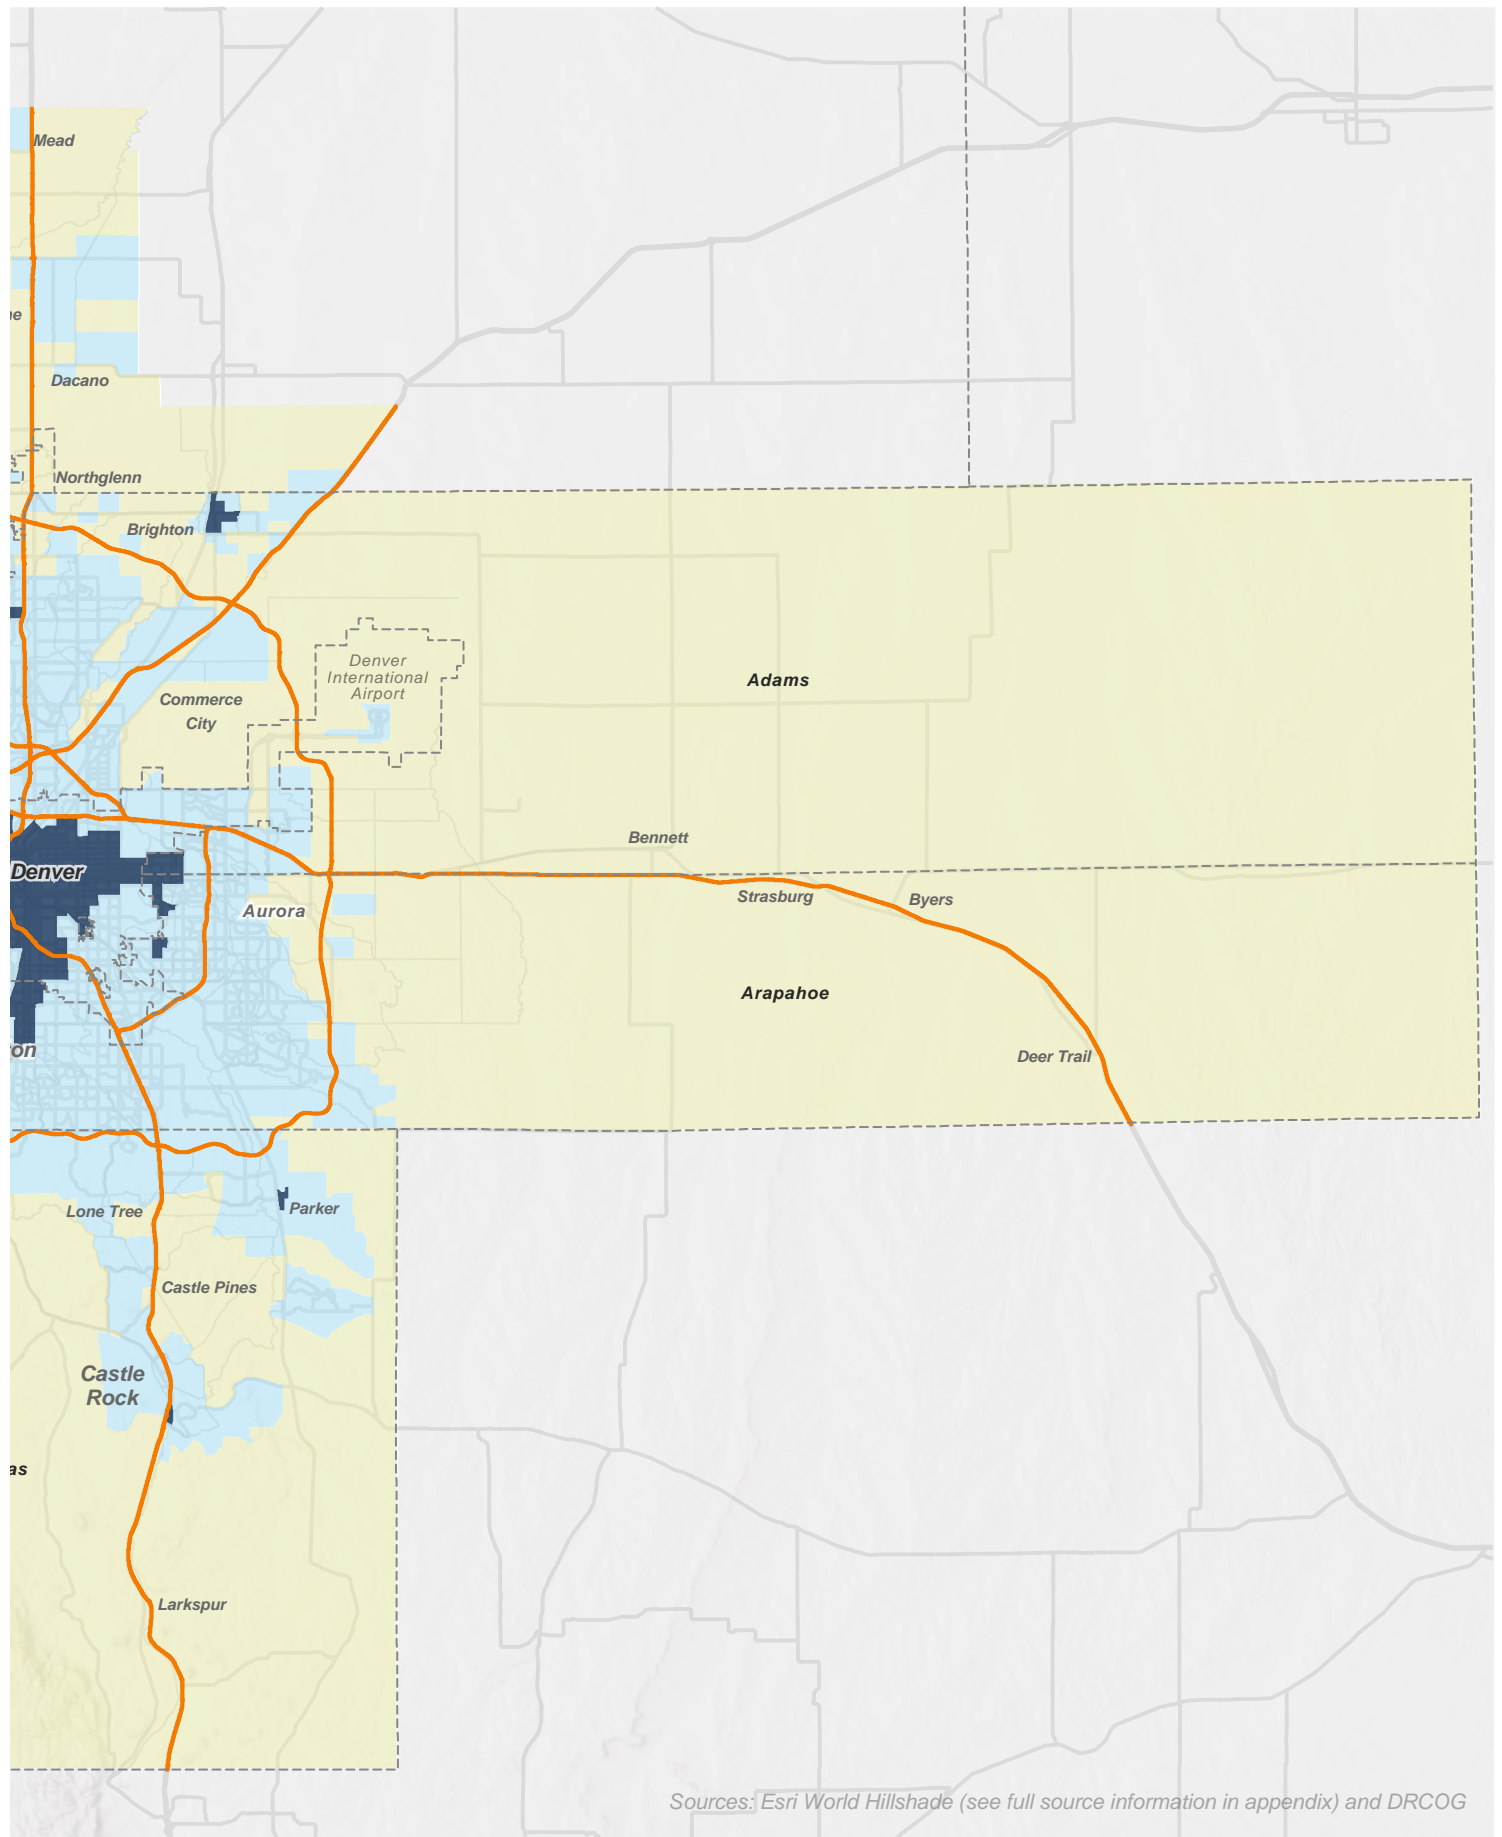 Mead
Dacano
Northglenn
Brighton
Denver
International
Airport
Adams
Commerce
City
Bennett
Denver
Strasburg
Byers
Aurora
Arapahoe
Deer Trail
Lone Tree
Parker
Castle Pines
Castle
Rock
Larkspur
Sources: Esri World Hillshade (see full source information in appendix) and DRCOG